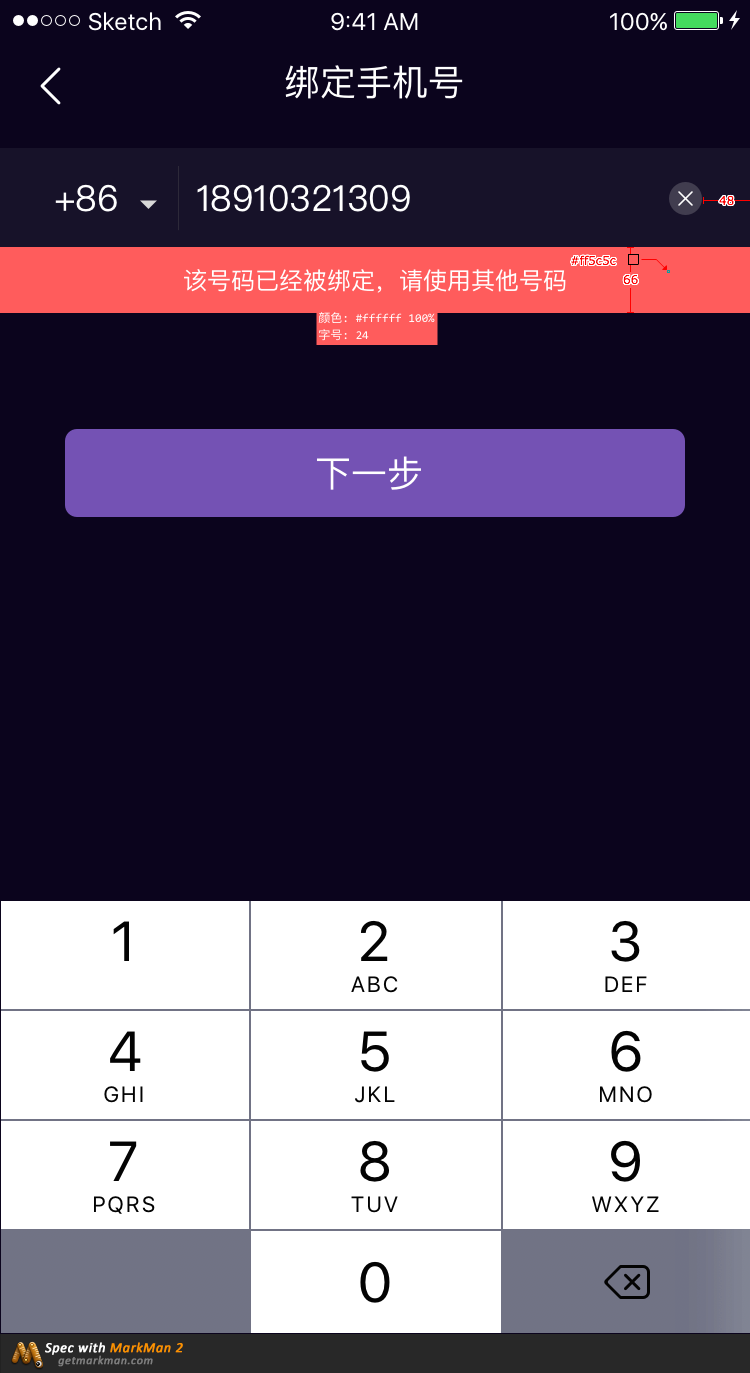 Sketch 9:41 AM 100%
绑定手机号
+86 18910321309
48
该号码已经被绑定，请使用其他号码
#ff5c5c
66
颜色: #ffffff 100%
字号: 24
下一步
1 2 3
ABC DEF
4 5 6
GHI JKL MNO
7 8 9
PQRS TUV WXYZ
0
Spec with MarkMan 2
getmarkman.com